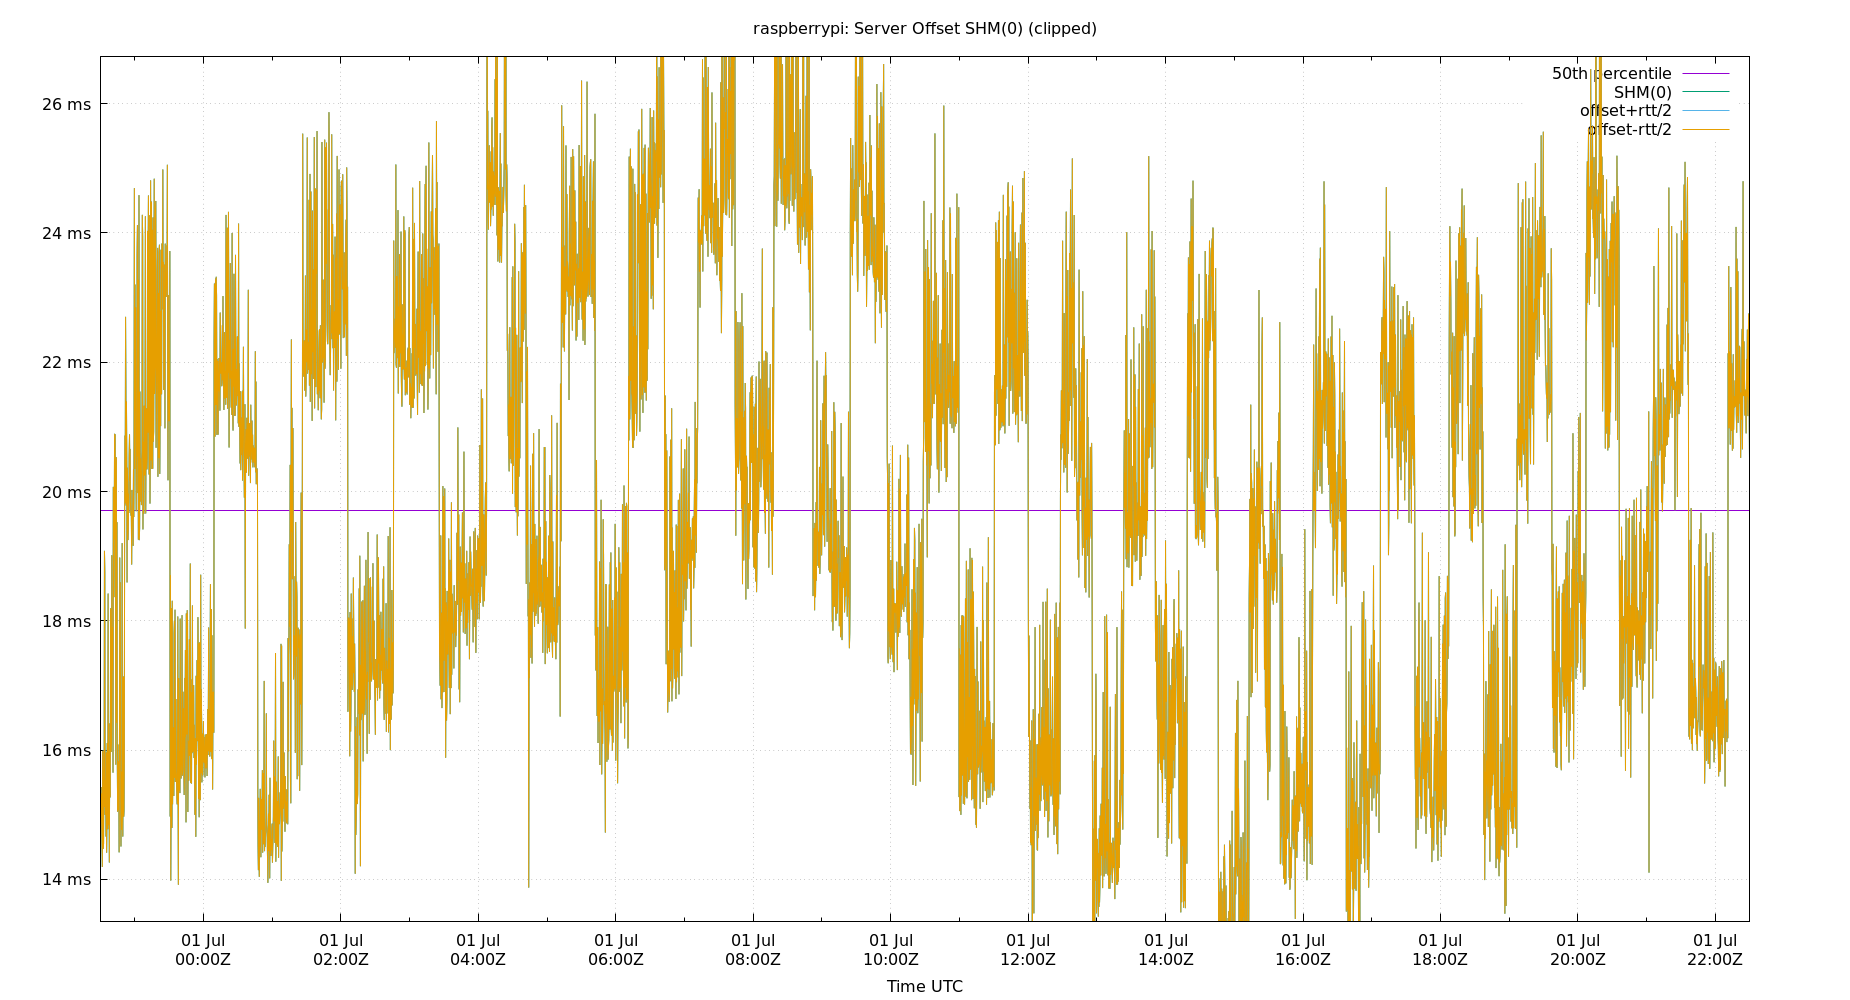 raspberrypi: Server Offset SHM(0) (clipped)
50th percentile
SHM(0)
offset+rtt/2
offset-rtt/2
26 ms
24 ms
22 ms
20 ms
18 ms
16 ms
14 ms
01 Jul 01 Jul 01 Jul 01 Jul 01 Jul 01 Jul 01 Jul 01 Jul 01 Jul 01 Jul 01 Jul 01 Jul
00:00Z 02:00Z 04:00Z 06:00Z 08:00Z 10:00Z 12:00Z 14:00Z 16:00Z 18:00Z 20:00Z 22:00Z
Time UTC